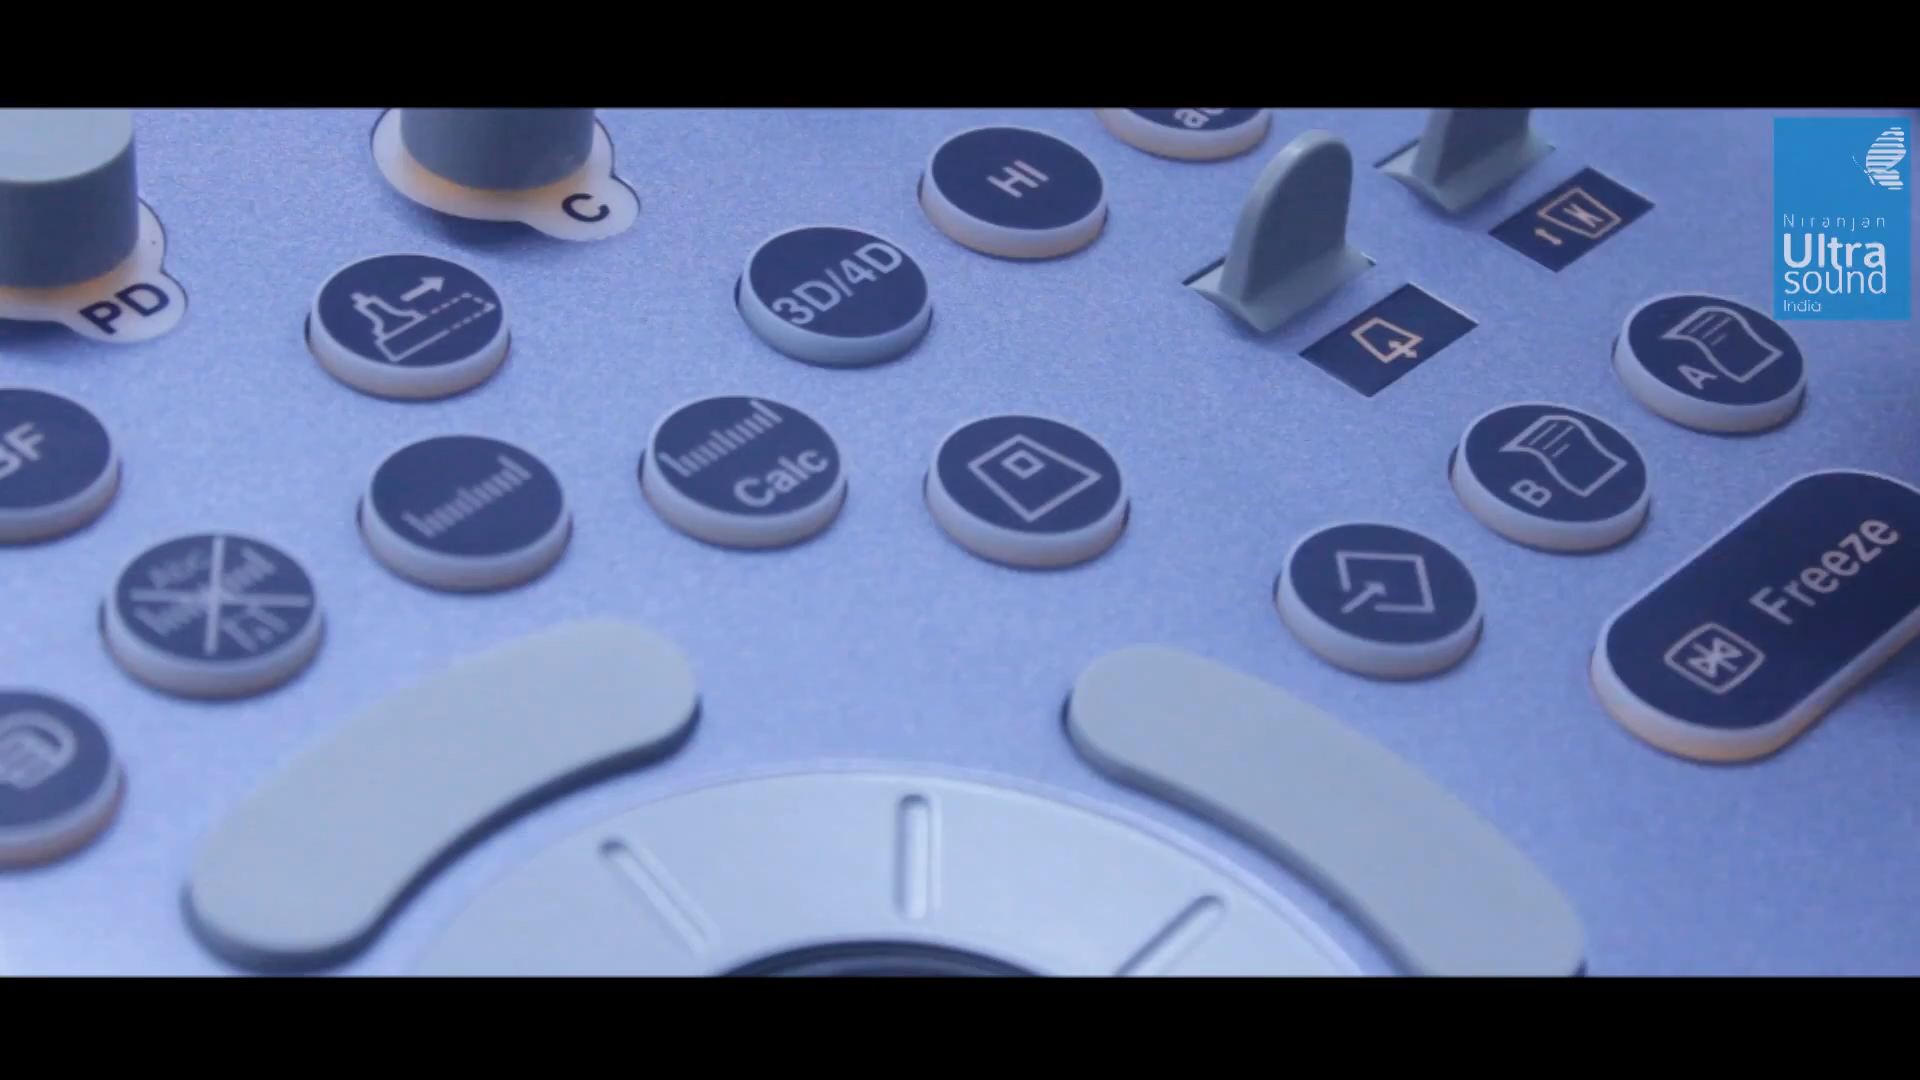 C
HI
PD
3D/4D
Calc
A
B
Freeze
Niranjan
Ultra
sound
India